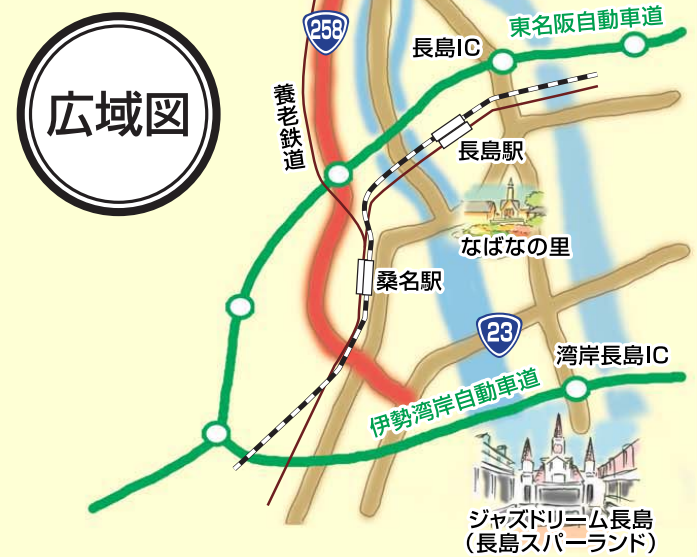 広域図
258
東名阪自動車道
長島IC
養老鉄道
長島駅
なばなの里
桑名駅
23
湾岸長島IC
伊勢湾岸自動車道
ジャズドリーム長島
(長島スパーランド)